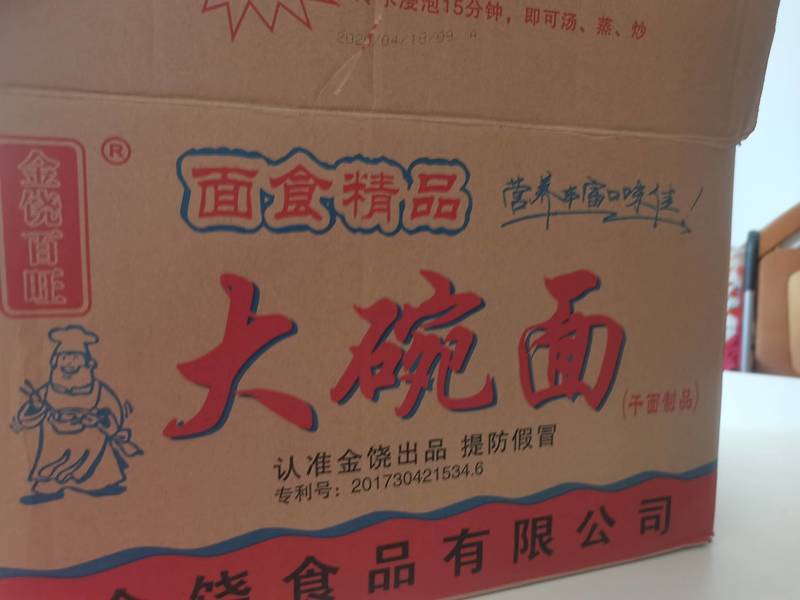 浸泡15分钟，即可汤、蒸、炒
金饶百旺
®
面食精品
营养丰富口味佳！
大碗面
（干面制品）
认准金饶出品 提防假冒
专利号：201730421534.6
金饶食品有限公司